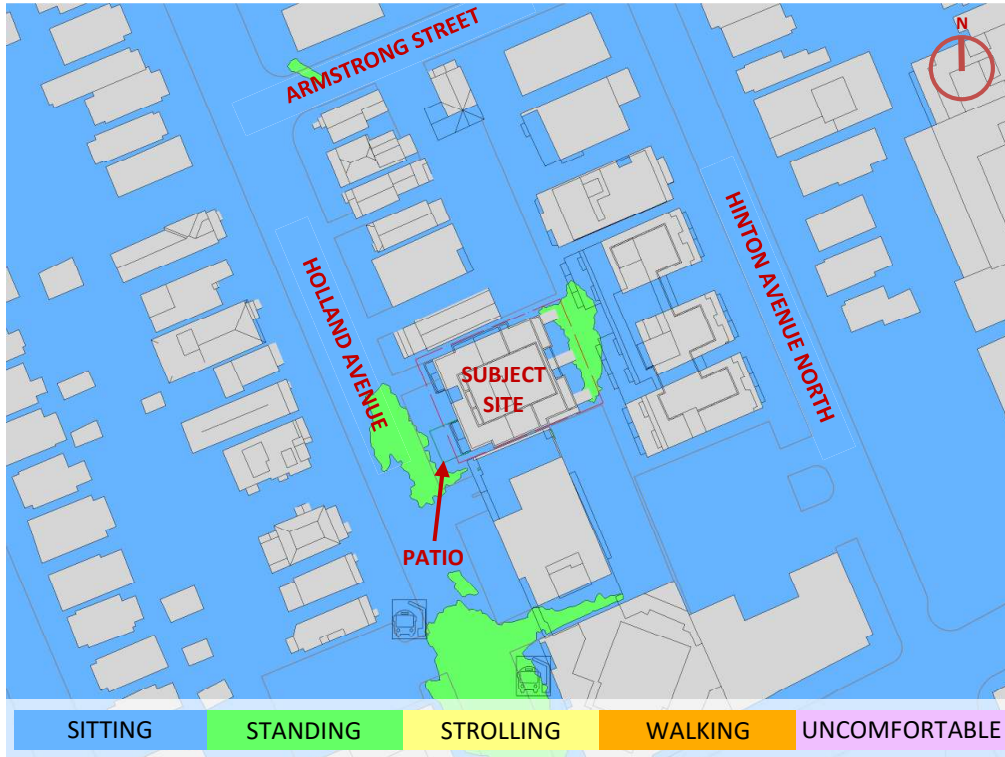 ARMSTRONG STREET
N
HOLLAND AVENUE
HINTON AVENUE NORTH
SUBJECT
SITE
PATIO
SITTING
STANDING
STROLLING
WALKING
UNCOMFORTABLE